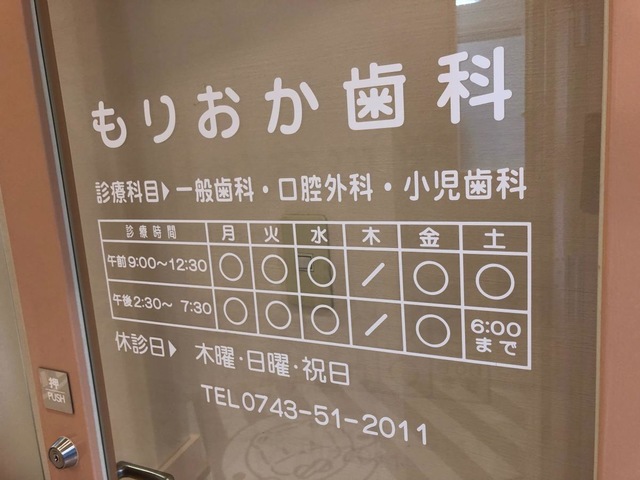 もりおか歯科
診療科目▶一般歯科・口腔外科・小児歯科
診療時間 月 火 水 木 金 土
午前9:00〜12:30 ○ ○ ○ / ○ ○
午後2:30〜 7:30 ○ ○ ○ / ○ 6:00まで
休診日▶ 木曜・日曜・祝日
TEL0743-51-2011
押
PUSH